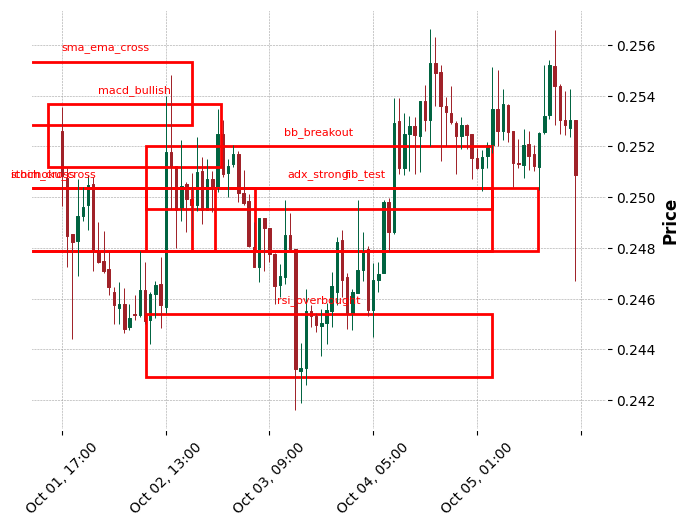 sma_ema_cross
macd_bullish
bb_breakout
adx_strong
fib_test
rsi_overbought
0.256
0.254
0.252
0.250
0.248
0.246
0.244
0.242
Price
Oct 01, 17:00
Oct 02, 13:00
Oct 03, 09:00
Oct 04, 05:00
Oct 05, 01:00